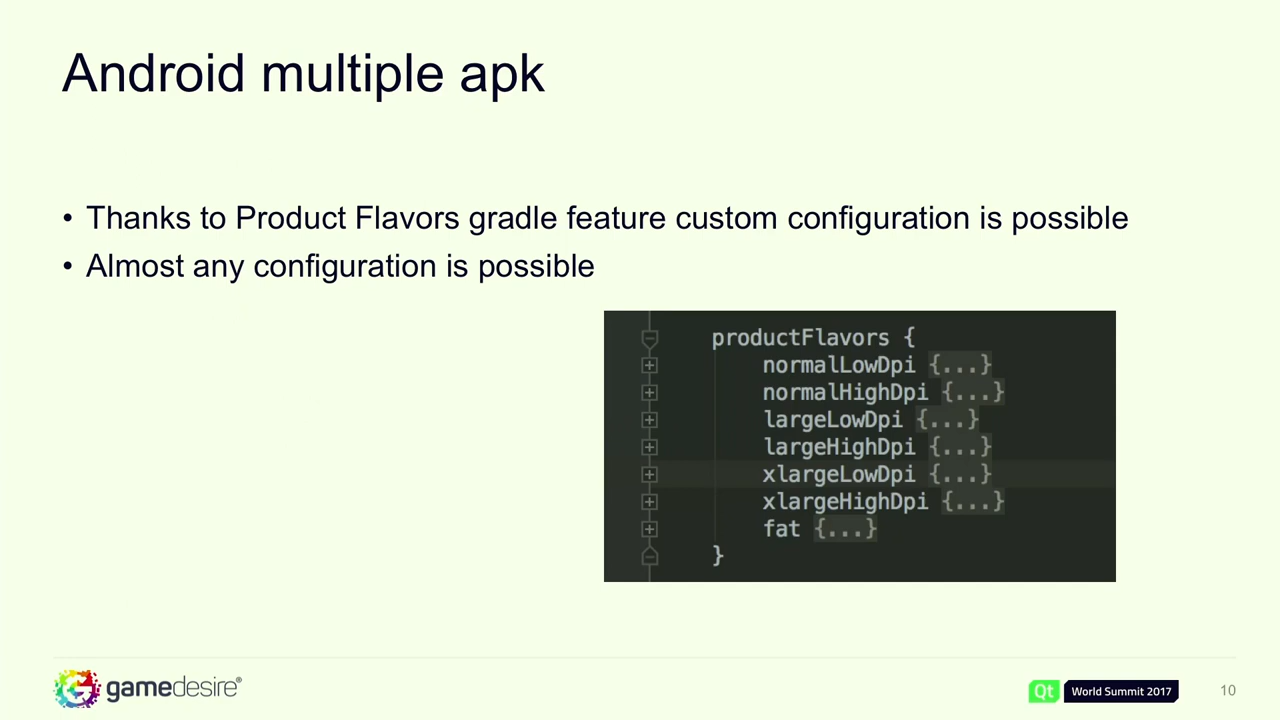 Android multiple apk
• Thanks to Product Flavors gradle feature custom configuration is possible
• Almost any configuration is possible
productFlavors {
normalLowDpi {...}
normalHighDpi {...}
largeLowDpi {...}
largeHighDpi {...}
xlargeLowDpi {...}
xlargeHighDpi {...}
fat {...}
}
gamedesire®
Qt World Summit 2017
10